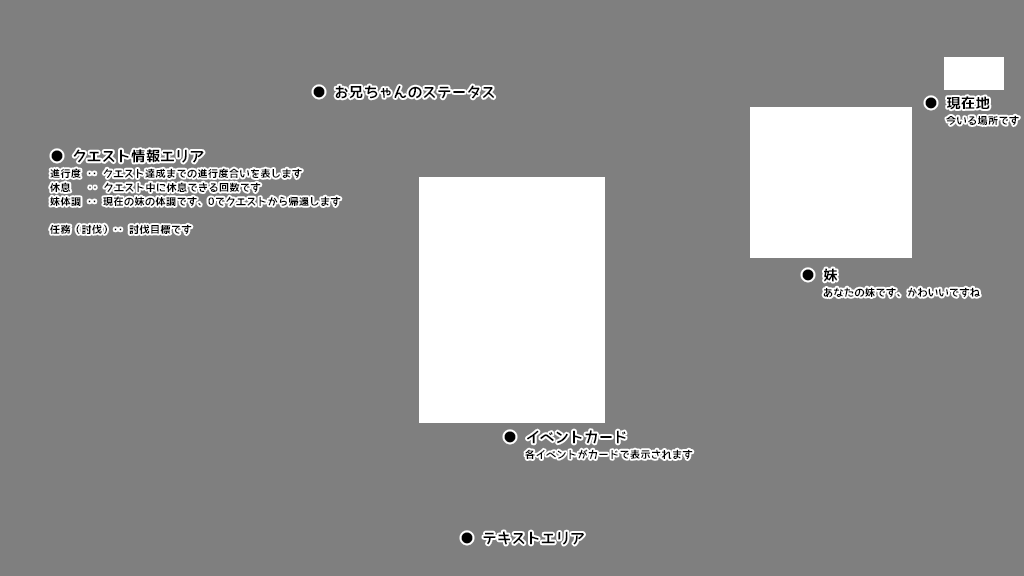 お兄ちゃんのステータス
現在地
今いる場所です
クエスト情報エリア
進行度 ‥ クエスト達成までの進行度合いを表します
休息 ‥ クエスト中に休息できる回数です
妹体調 ‥ 現在の妹の体調です、0でクエストから帰還します
任務（討伐）‥ 討伐目標です
妹
あなたの妹です、かわいいですね
イベントカード
各イベントがカードで表示されます
テキストエリア